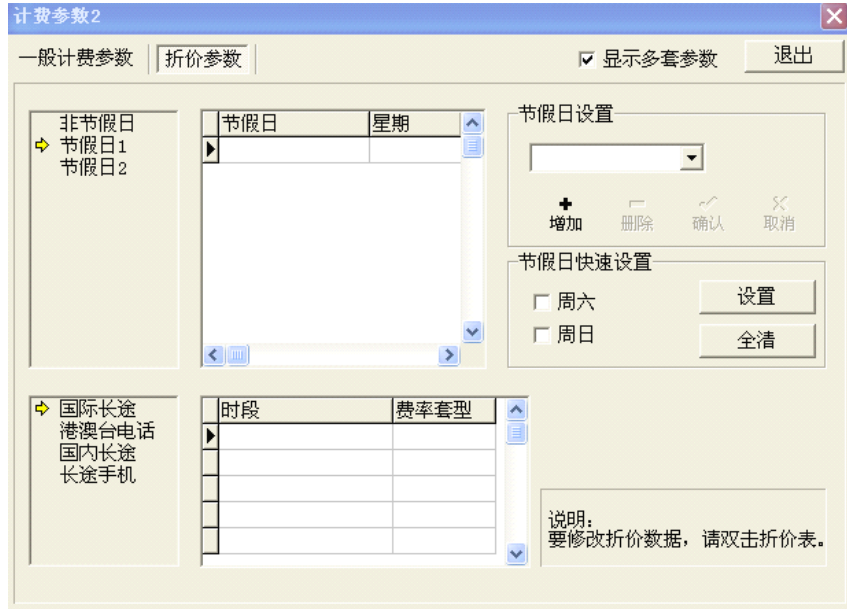 计费参数2
一般计费参数
折价参数
显示多套参数
退出
非节假日
节假日1
节假日2
节假日
星期
节假日设置
增加
删除
确认
取消
节假日快速设置
周六
周日
设置
全清
国际长途
港澳台电话
国内长途
长途手机
时段
费率套型
说明：
要修改折价数据，请双击折价表。